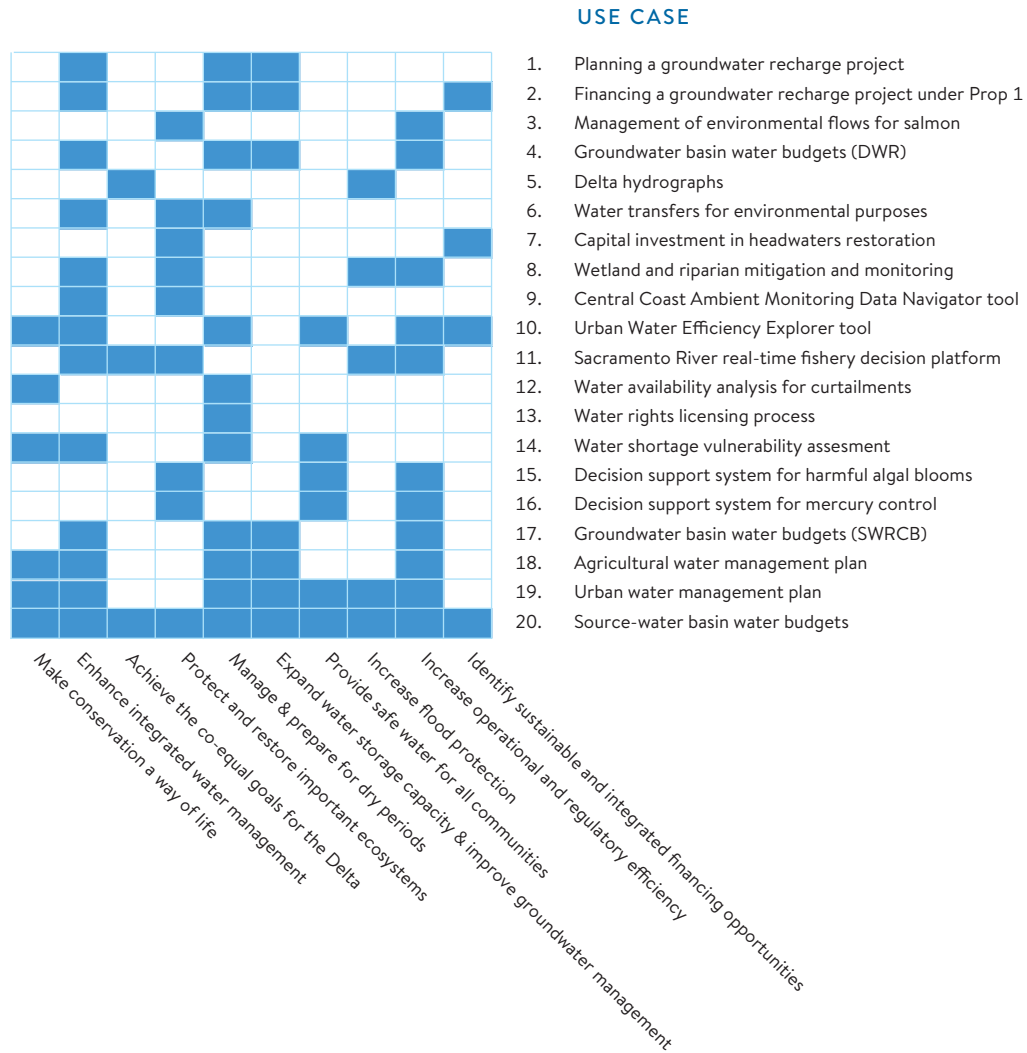 USE CASE
1. Planning a groundwater recharge project
2. Financing a groundwater recharge project under Prop 1
3. Management of environmental flows for salmon
4. Groundwater basin water budgets (DWR)
5. Delta hydrographs
6. Water transfers for environmental purposes
7. Capital investment in headwaters restoration
8. Wetland and riparian mitigation and monitoring
9. Central Coast Ambient Monitoring Data Navigator tool
10. Urban Water Efficiency Explorer tool
11. Sacramento River real-time fishery decision platform
12. Water availability analysis for curtailments
13. Water rights licensing process
14. Water shortage vulnerability assesment
15. Decision support system for harmful algal blooms
16. Decision support system for mercury control
17. Groundwater basin water budgets (SWRCB)
18. Agricultural water management plan
19. Urban water management plan
20. Source-water basin water budgets
Make conservation a way of life
Enhance integrated water management
Achieve the co-equal goals for the Delta
Protect and restore important ecosystems
Manage & prepare for dry periods
Expand water storage capacity & improve groundwater management
Provide safe water for all communities
Increase flood protection
Increase operational and regulatory efficiency
Identify sustainable and integrated financing opportunities